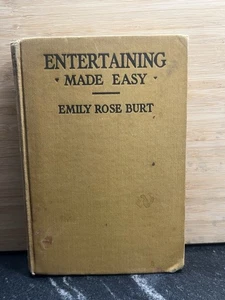 ENTERTAINING
• MADE EASY •
EMILY ROSE BURT